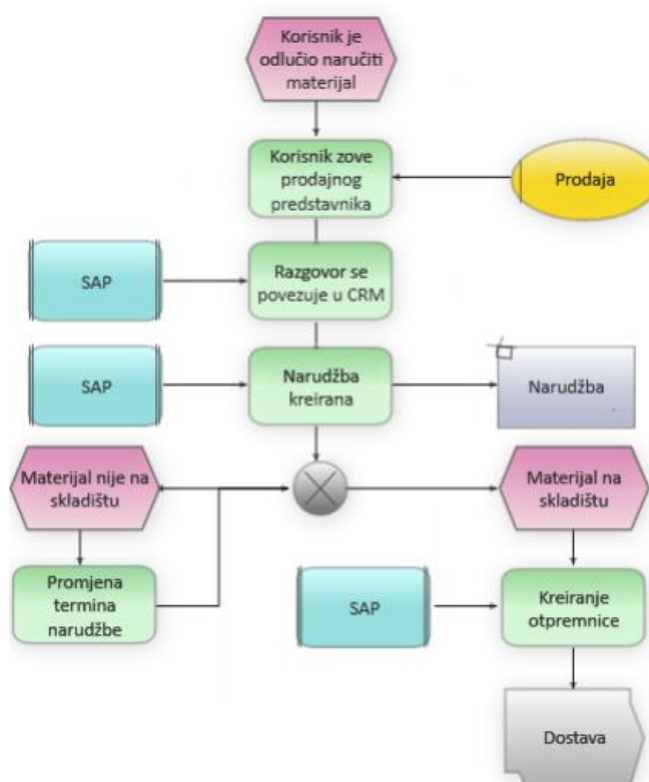 Korisnik je
odlučio naručiti
materijal
Korisnik zove
prodajnog
predstavnika
Prodaja
SAP
Razgovor se
povezuje u CRM
SAP
Narudžba
kreirana
Narudžba
Materijal nije na
skladištu
Materijal na
skladištu
Promjena
termina
narudžbe
SAP
Kreiranje
otpremnice
Dostava